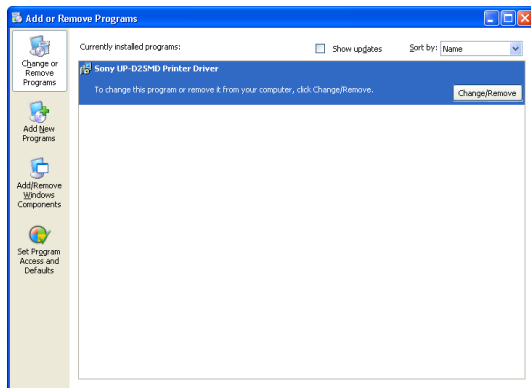 Add or Remove Programs
Change or
Remove
Programs
Currently installed programs:
Show updates
Sort by:
Name
Sony UP-D25MD Printer Driver
To change this program or remove it from your computer, click Change/Remove.
Change/Remove
Add New
Programs
Add/Remove
Windows
Components
Set Program
Access and
Defaults